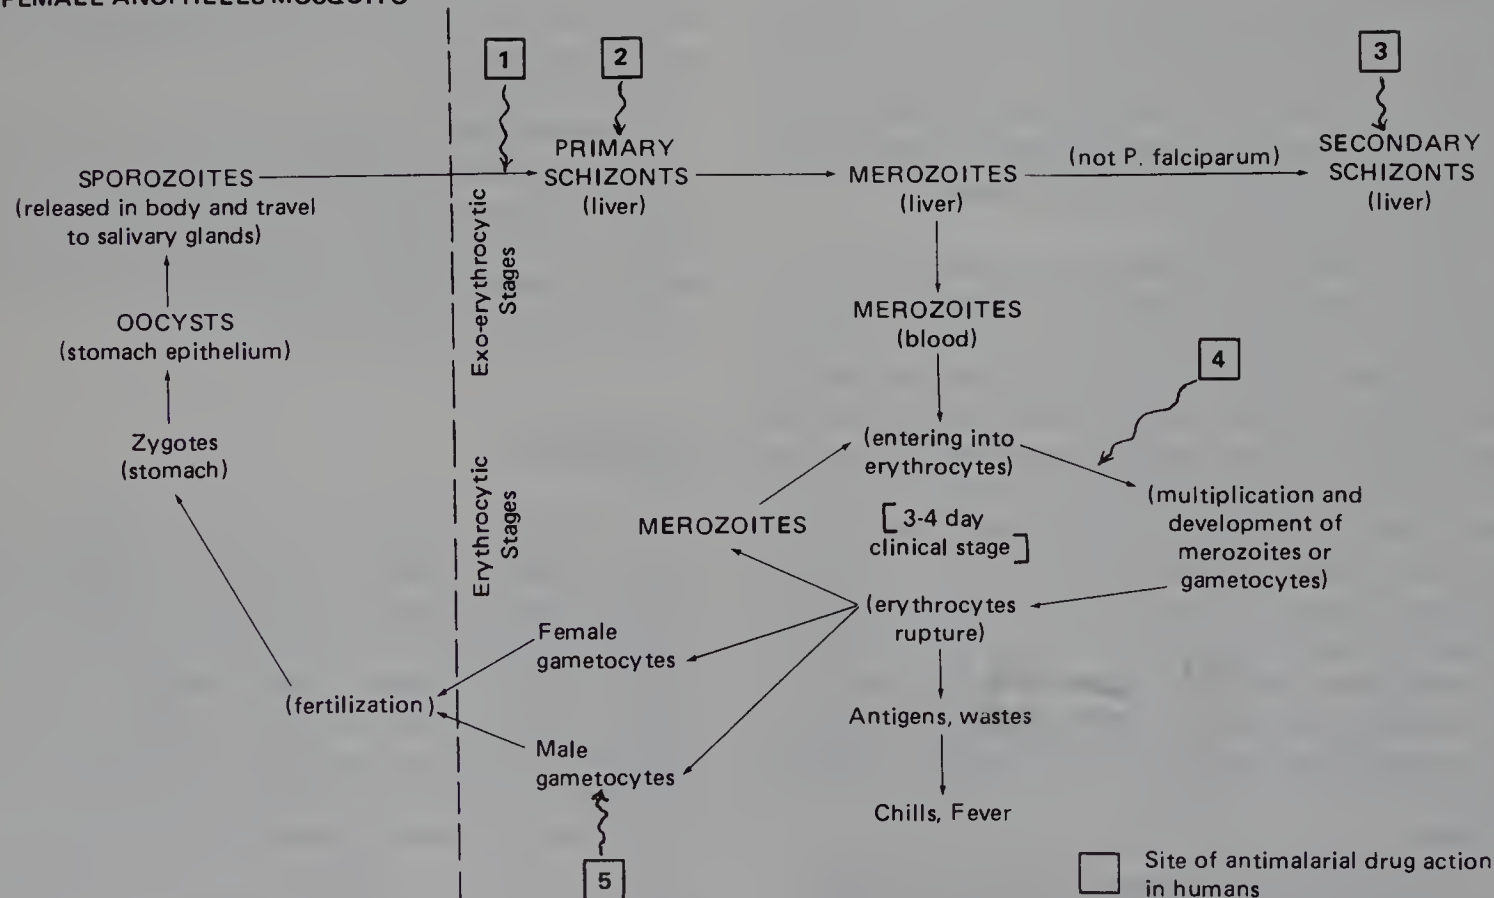 FEMALE ANOPHELES MOSQUITO
1
2
3
SPOROZOITES
(released in body and travel
to salivary glands)
PRIMARY
SCHIZONTS
(liver)
MEROZOITES
(liver)
(not P. falciparum)
SECONDARY
SCHIZONTS
(liver)
Exo-erythrocytic
Stages
OOCYSTS
(stomach epithelium)
MEROZOITES
(blood)
4
Zygotes
(stomach)
(entering into
erythrocytes)
Erythrocytic
Stages
MEROZOITES
[3-4 day
clinical stage]
(multiplication and
development of
merozoites or
gametocytes)
(erythrocytes
rupture)
Female
gametocytes
(fertilization)
Male
gametocytes
Antigens, wastes
Chills, Fever
5
Site of antimalarial drug action
in humans